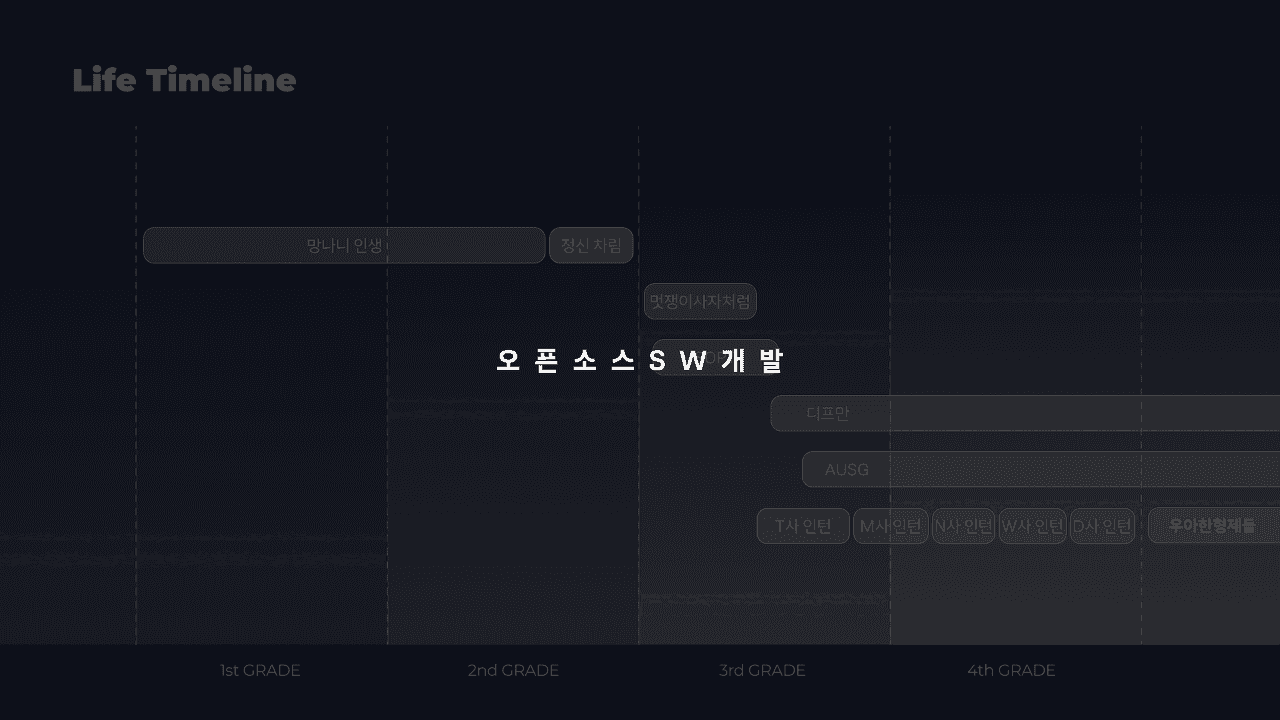 Life Timeline
망나니 인생
정신 차림
멋쟁이사자처럼
오픈소스SW개발
디프만
AUSG
T사 인턴
M사 인턴
N사 인턴
W사 인턴
D사 인턴
우아한형제들
1st GRADE
2nd GRADE
3rd GRADE
4th GRADE